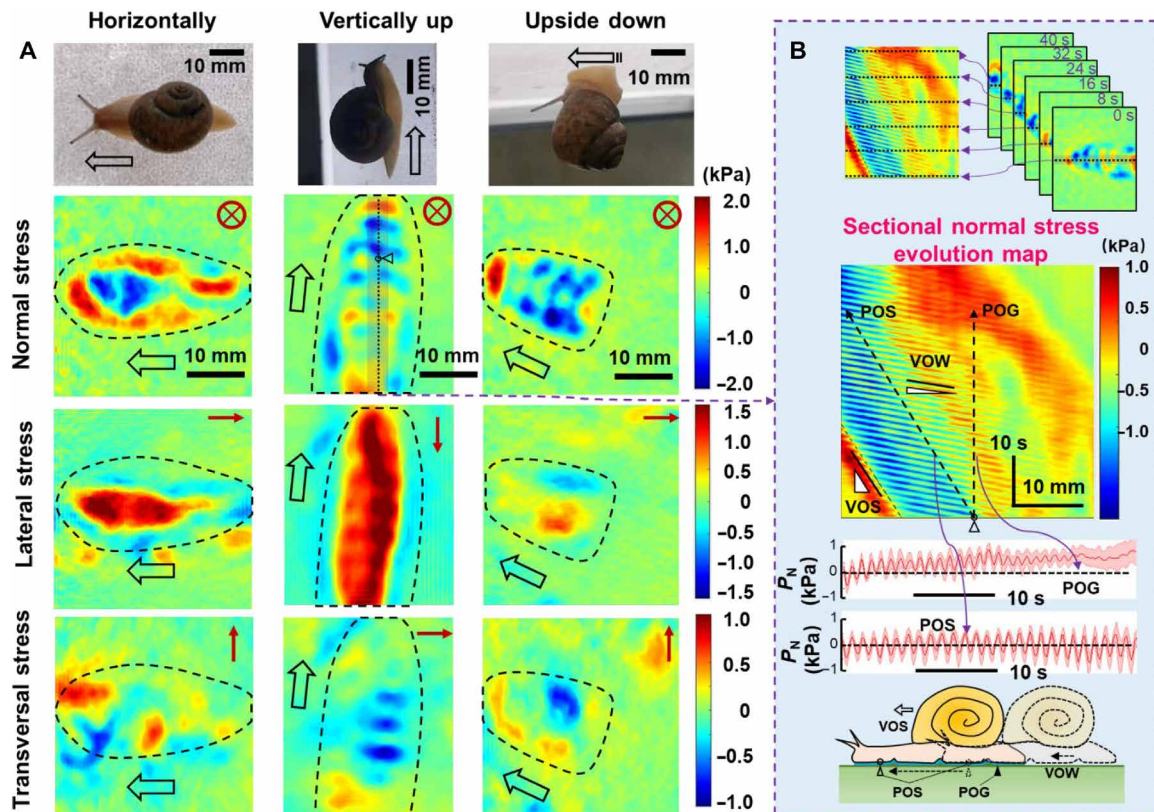 A
Horizontally
Vertically up
Upside down
10 mm
10 mm
10 mm
(kPa)
Normal stress
10 mm
10 mm
10 mm
2.0
1.0
0
−1.0
−2.0
Lateral stress
1.5
1.0
0.5
0
−0.5
−1.0
−1.5
Transversal stress
1.0
0.5
0
−0.5
−1.0
B
40 s
32 s
24 s
16 s
8 s
0 s
Sectional normal stress
evolution map
(kPa)
POS
POG
VOW
VOS
10 s
10 mm
1.0
0.5
0
−0.5
−1.0
PN
(kPa)
1
0
−1
POG
10 s
PN
(kPa)
1
0
−1
POS
10 s
VOS
VOW
POS
POG